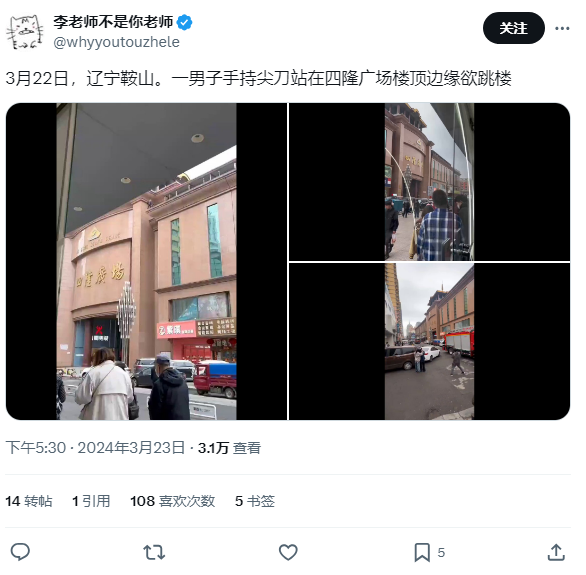 李老师不是你老师
@whyyoutouzhele
关注
3月22日，辽宁鞍山。一男子手持尖刀站在四隆广场楼顶边缘欲跳楼
隆廣場
下午5:30 · 2024年3月23日 · 3.1万 查看
14 转帖 1 引用 108 喜欢次数 5 书签
5